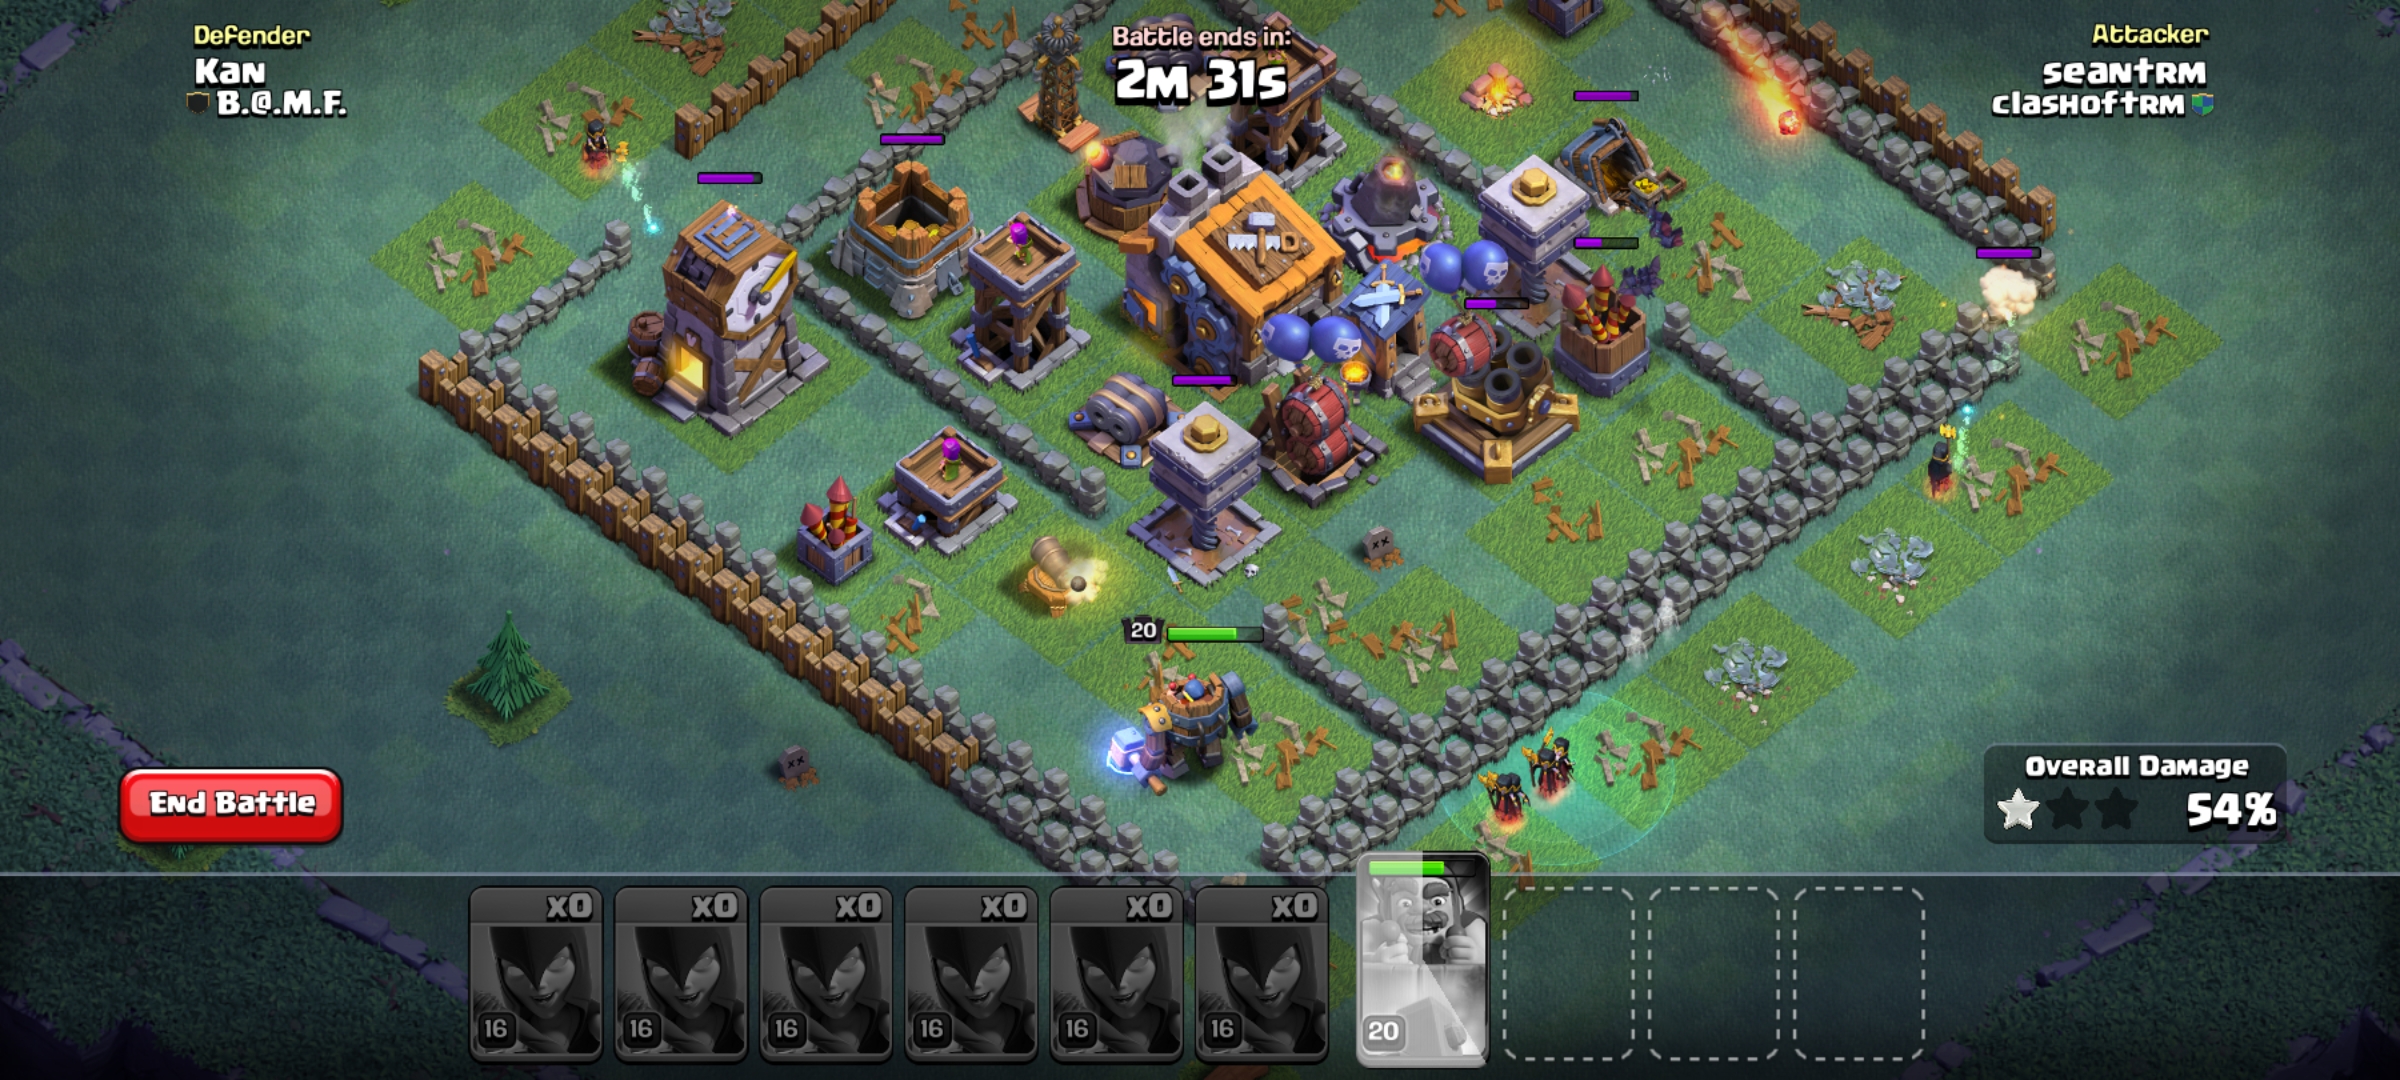 Defender
Kan
B.@.M.F.
Battle ends in:
2M 31s
Attacker
seantRM
clashoftRM
20
End Battle
Overall Damage
54%
x0
x0
x0
x0
x0
x0
16
16
16
16
16
16
20